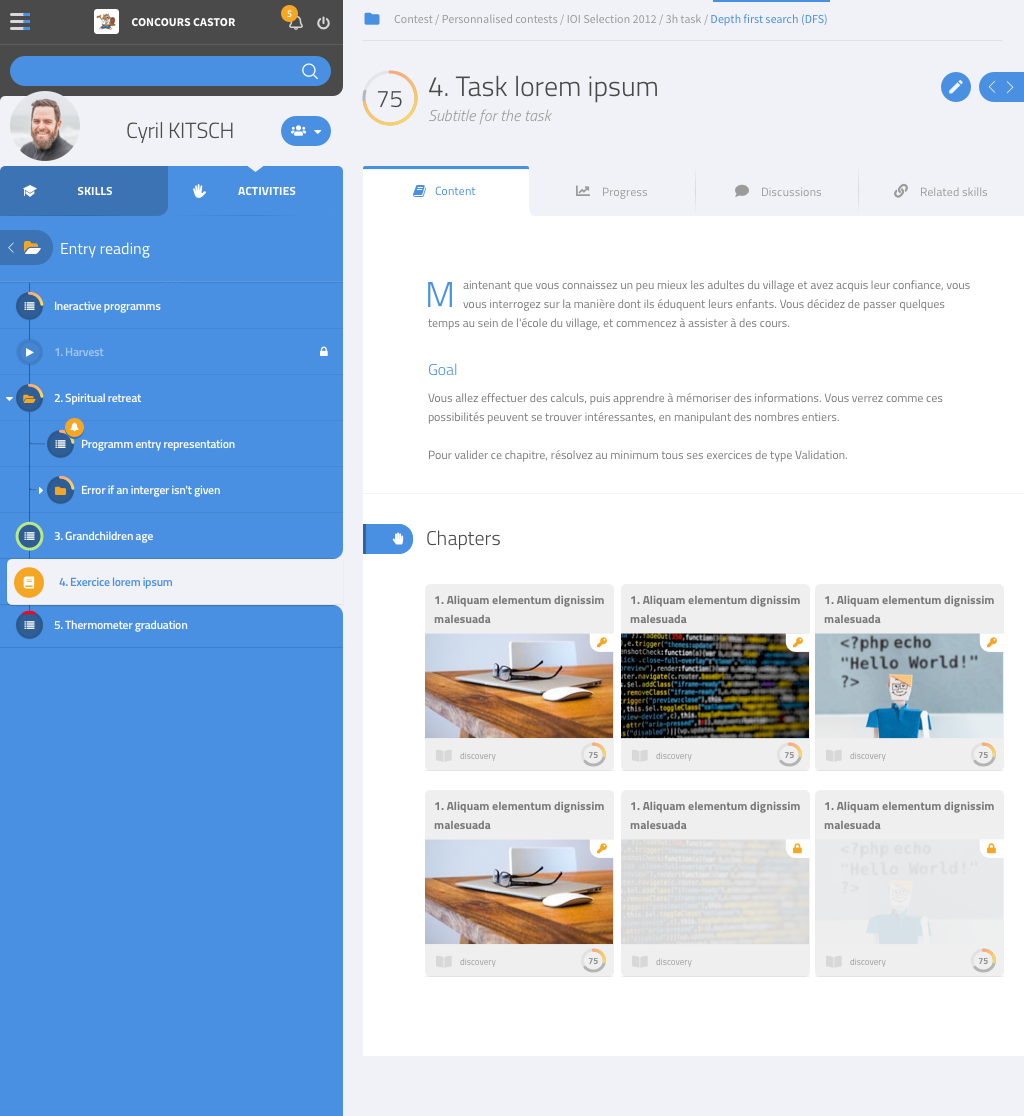 CONCOURS CASTOR
5
Contest / Personnalised contests / IOI Selection 2012 / 3h task / Depth first search (DFS)
75
4. Task lorem ipsum
Subtitle for the task
Cyril KITSCH
SKILLS
ACTIVITIES
Entry reading
Ineractive programms
1. Harvest
2. Spiritual retreat
Programm entry representation
Error if an interger isn't given
3. Grandchildren age
4. Exercice lorem ipsum
5. Thermometer graduation
Content
Progress
Discussions
Related skills
Maintenant que vous connaissez un peu mieux les adultes du village et avez acquis leur confiance, vous
vous interrogez sur la manière dont ils éduquent leurs enfants. Vous décidez de passer quelques
temps au sein de l'école du village, et commencez à assister à des cours.
Goal
Vous allez effectuer des calculs, puis apprendre à mémoriser des informations. Vous verrez comme ces
possibilités peuvent se trouver intéressantes, en manipulant des nombres entiers.
Pour valider ce chapitre, résolvez au minimum tous ses exercices de type Validation.
Chapters
1. Aliquam elementum dignissim
malesuada
discovery
75
1. Aliquam elementum dignissim
malesuada
discovery
75
1. Aliquam elementum dignissim
malesuada
<?php echo
"Hello World!"
?>
discovery
75
1. Aliquam elementum dignissim
malesuada
discovery
75
1. Aliquam elementum dignissim
malesuada
discovery
1. Aliquam elementum dignissim
malesuada
<?php echo
"Hello World!"
?>
discovery
75